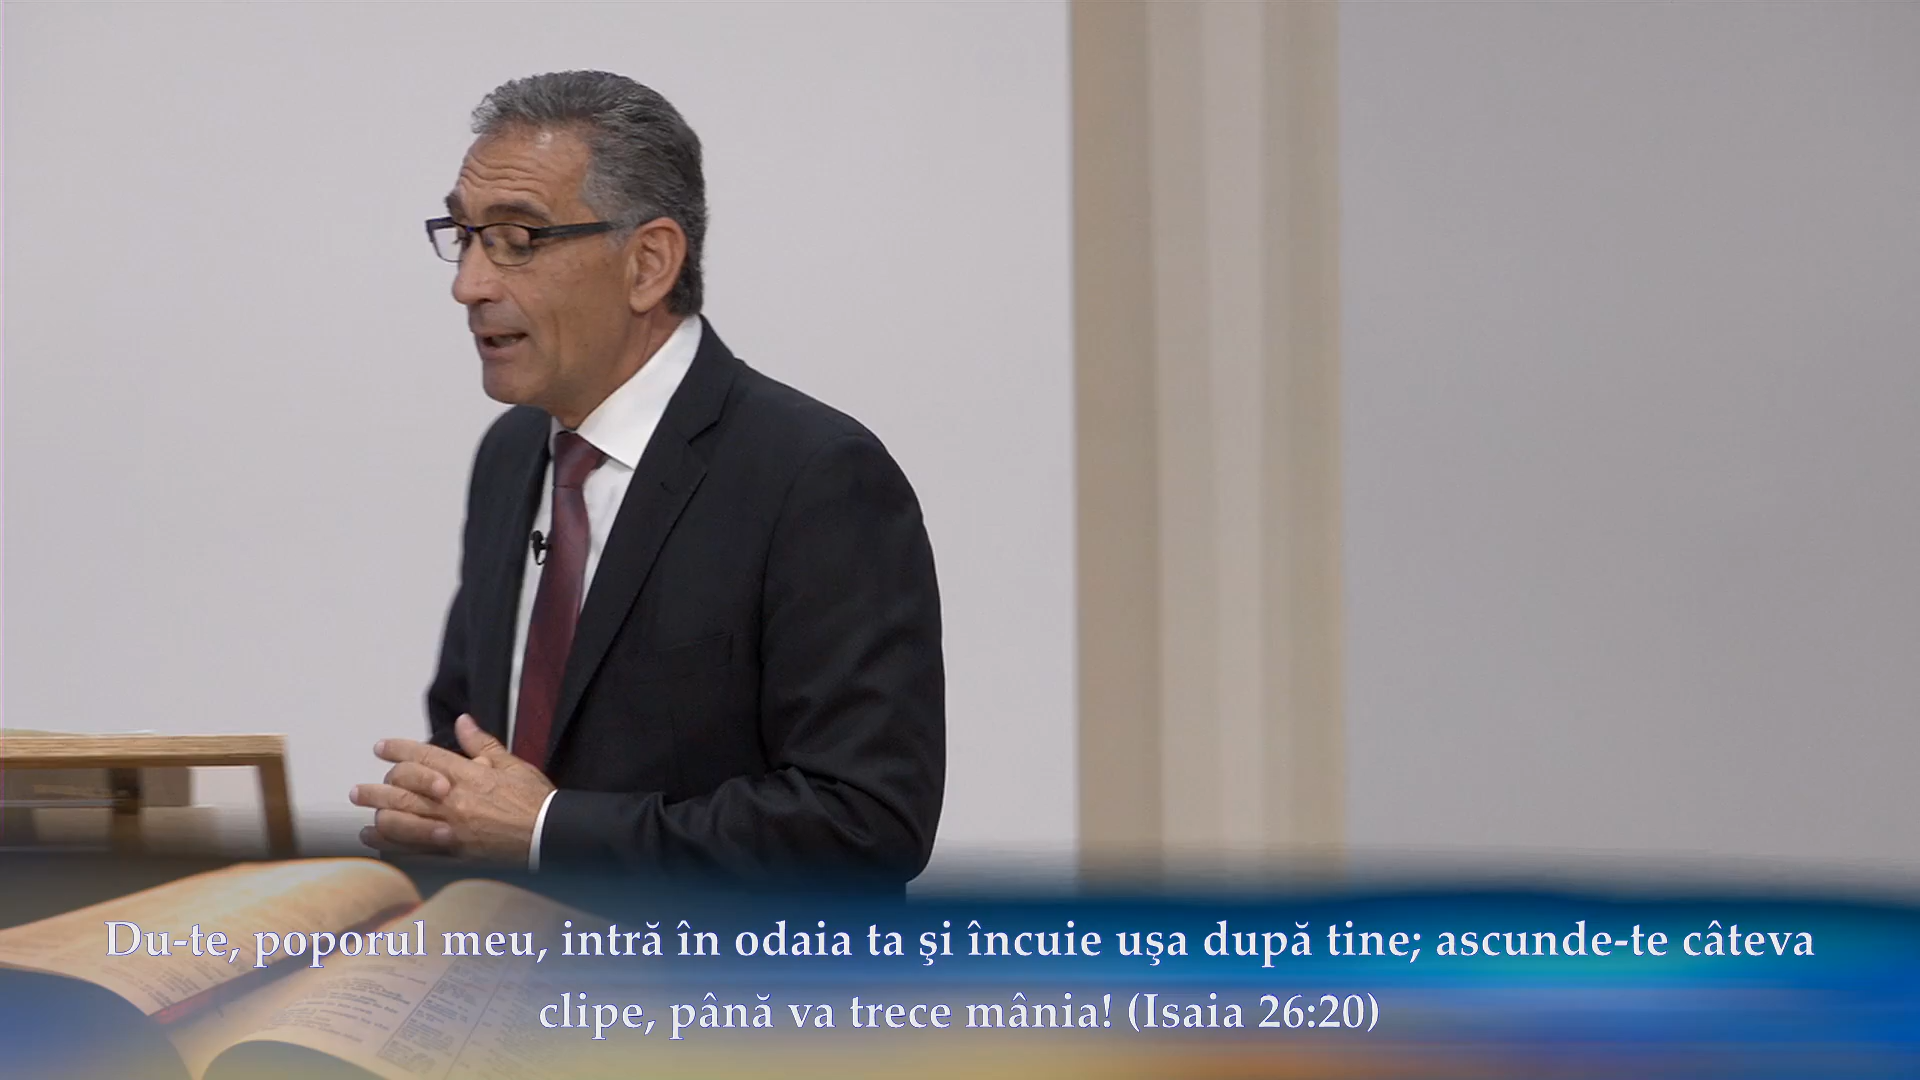 Du-te, poporul meu, intră în odaia ta şi încuie uşa după tine; ascunde-te câteva
clipe, până va trece mânia! (Isaia 26:20)